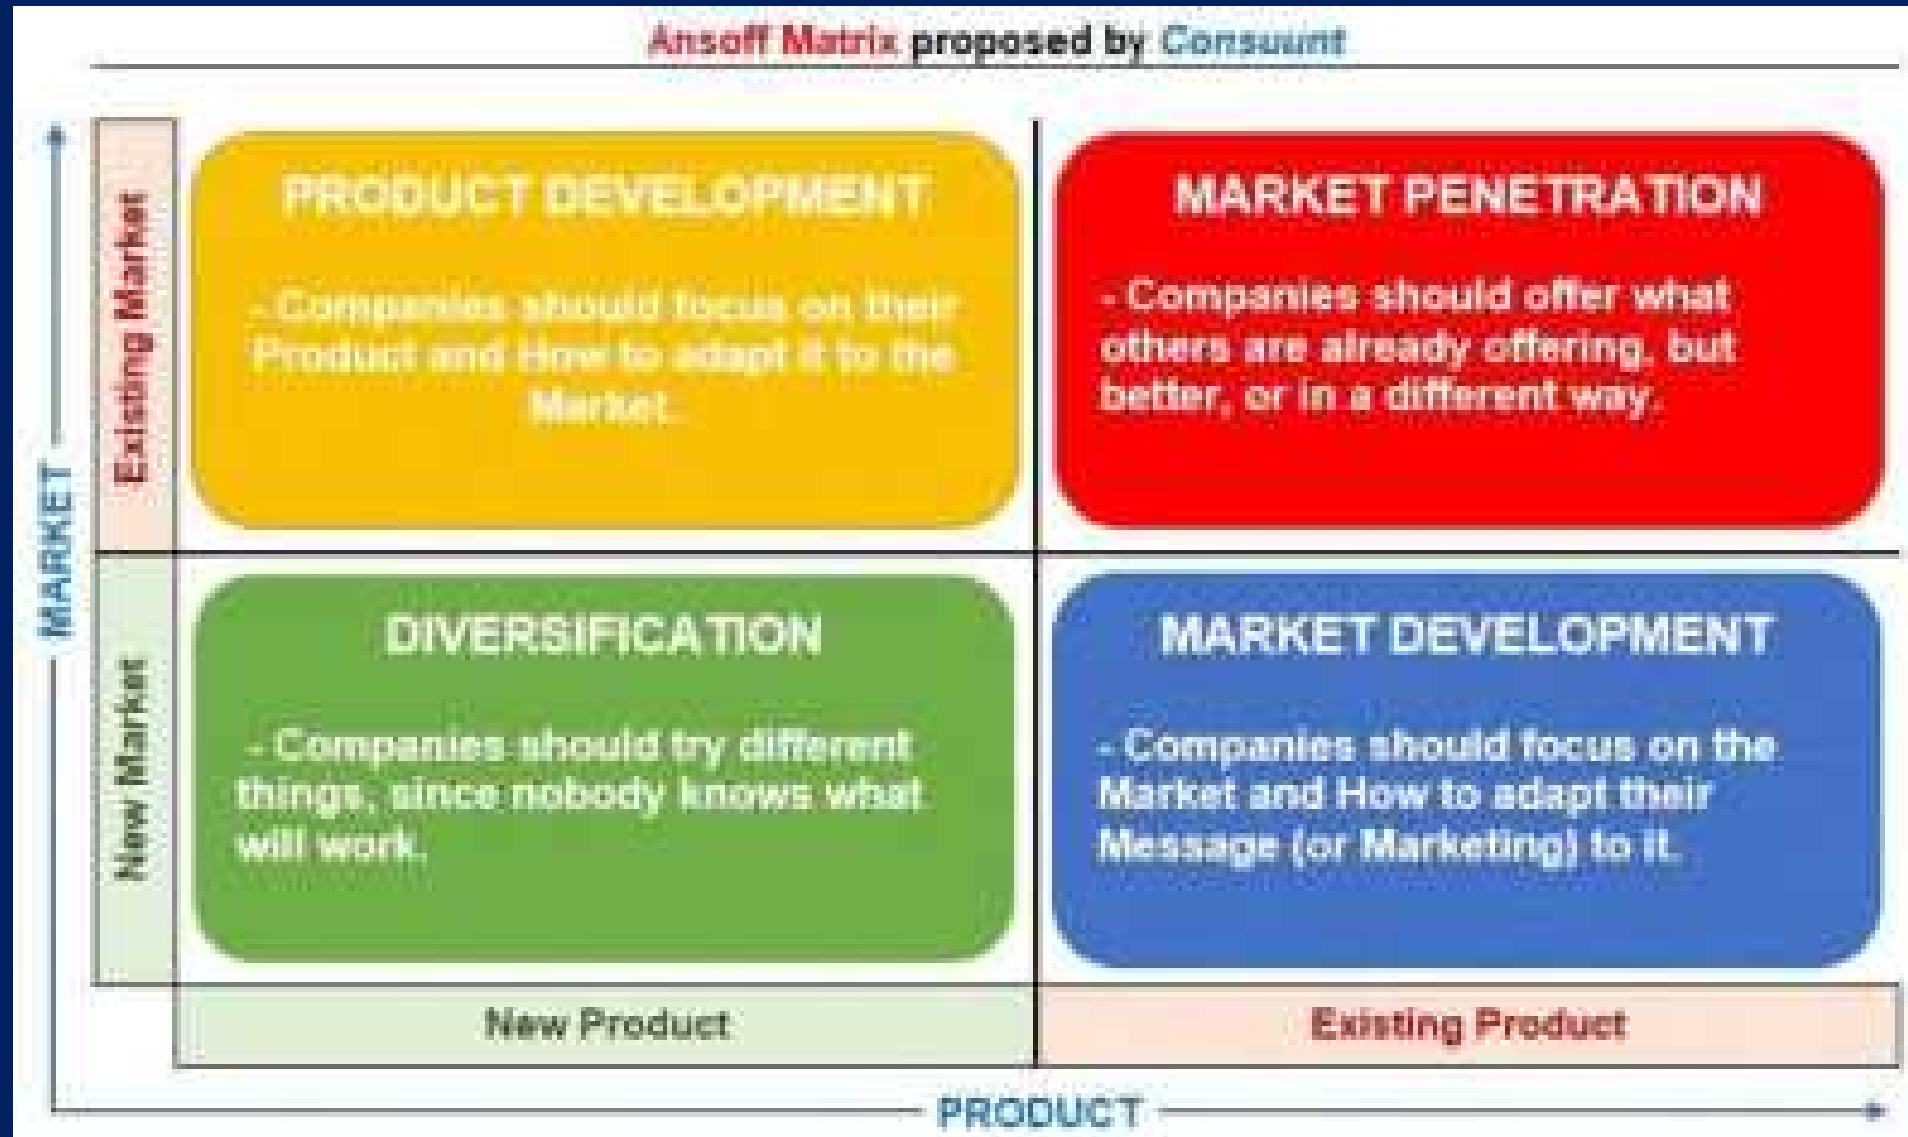 Ansoff Matrix proposed by Consuunt
PRODUCT DEVELOPMENT
- Companies should focus on their
Product and How to adapt it to the
Market.
MARKET PENETRATION
- Companies should offer what
others are already offering, but
better, or in a different way.
Existing Market
MARKET
DIVERSIFICATION
- Companies should try different
things, since nobody knows what
will work.
MARKET DEVELOPMENT
- Companies should focus on the
Market and How to adapt their
Message (or Marketing) to it.
New Market
New Product
Existing Product
PRODUCT